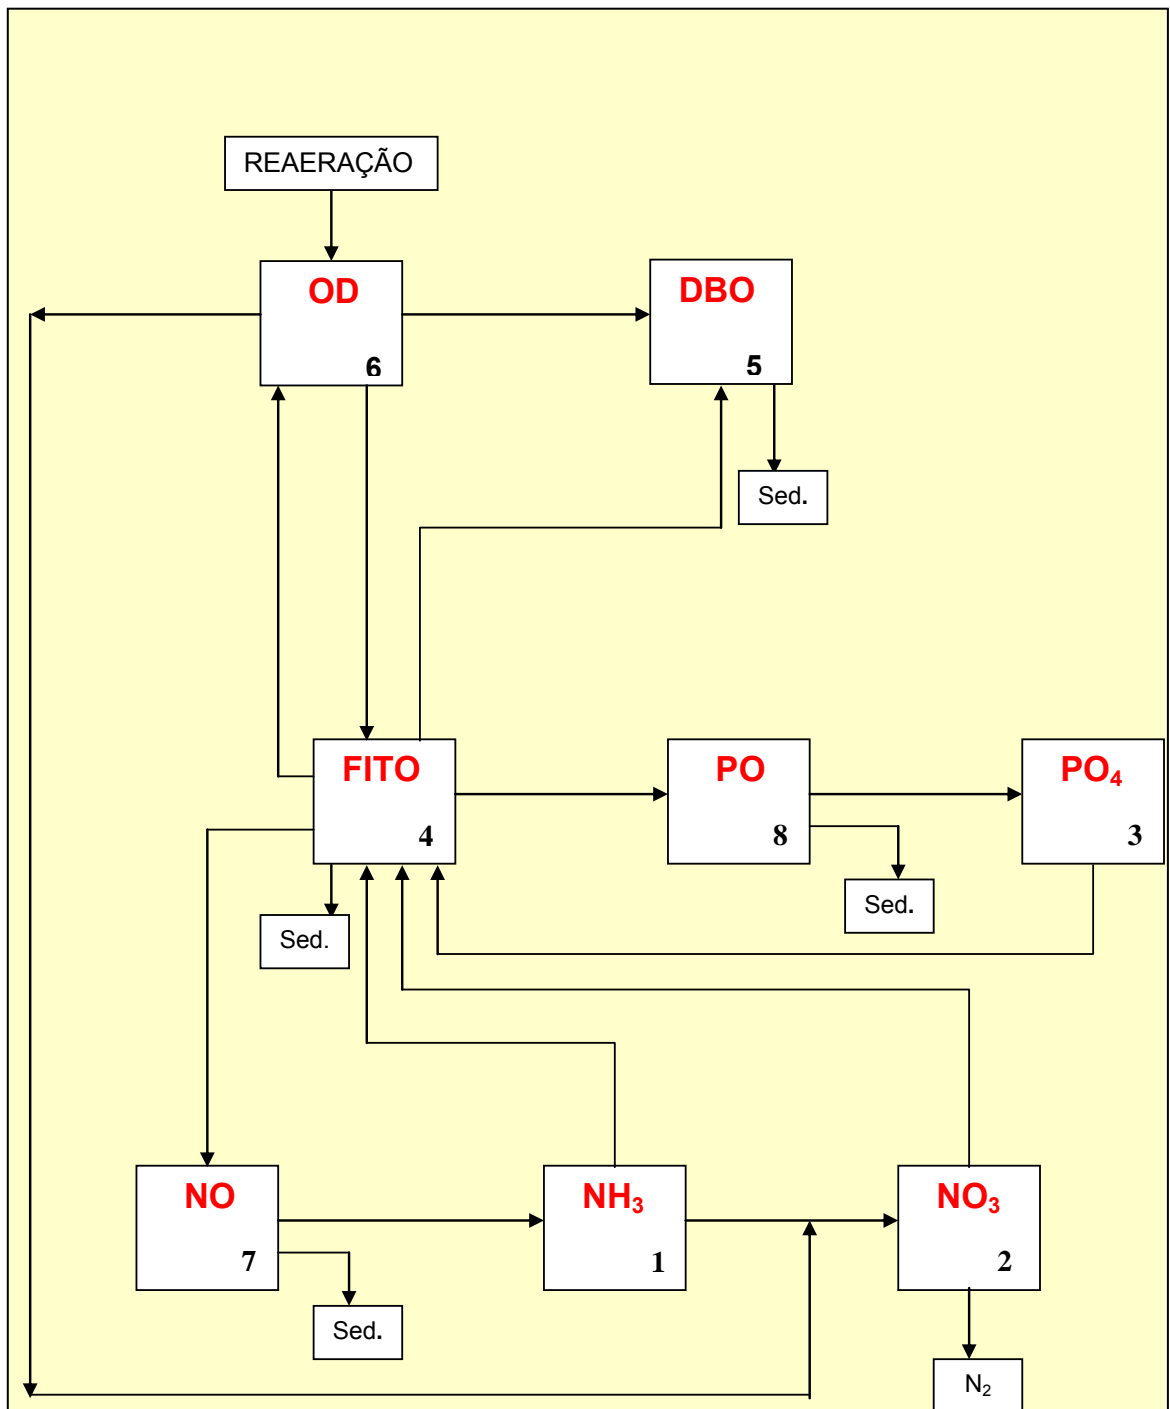 REAERAÇÃO
OD
6
DBO
5
Sed.
FITO
4
PO
8
PO₄
3
Sed.
Sed.
NO
7
NH₃
1
NO₃
2
Sed.
N₂